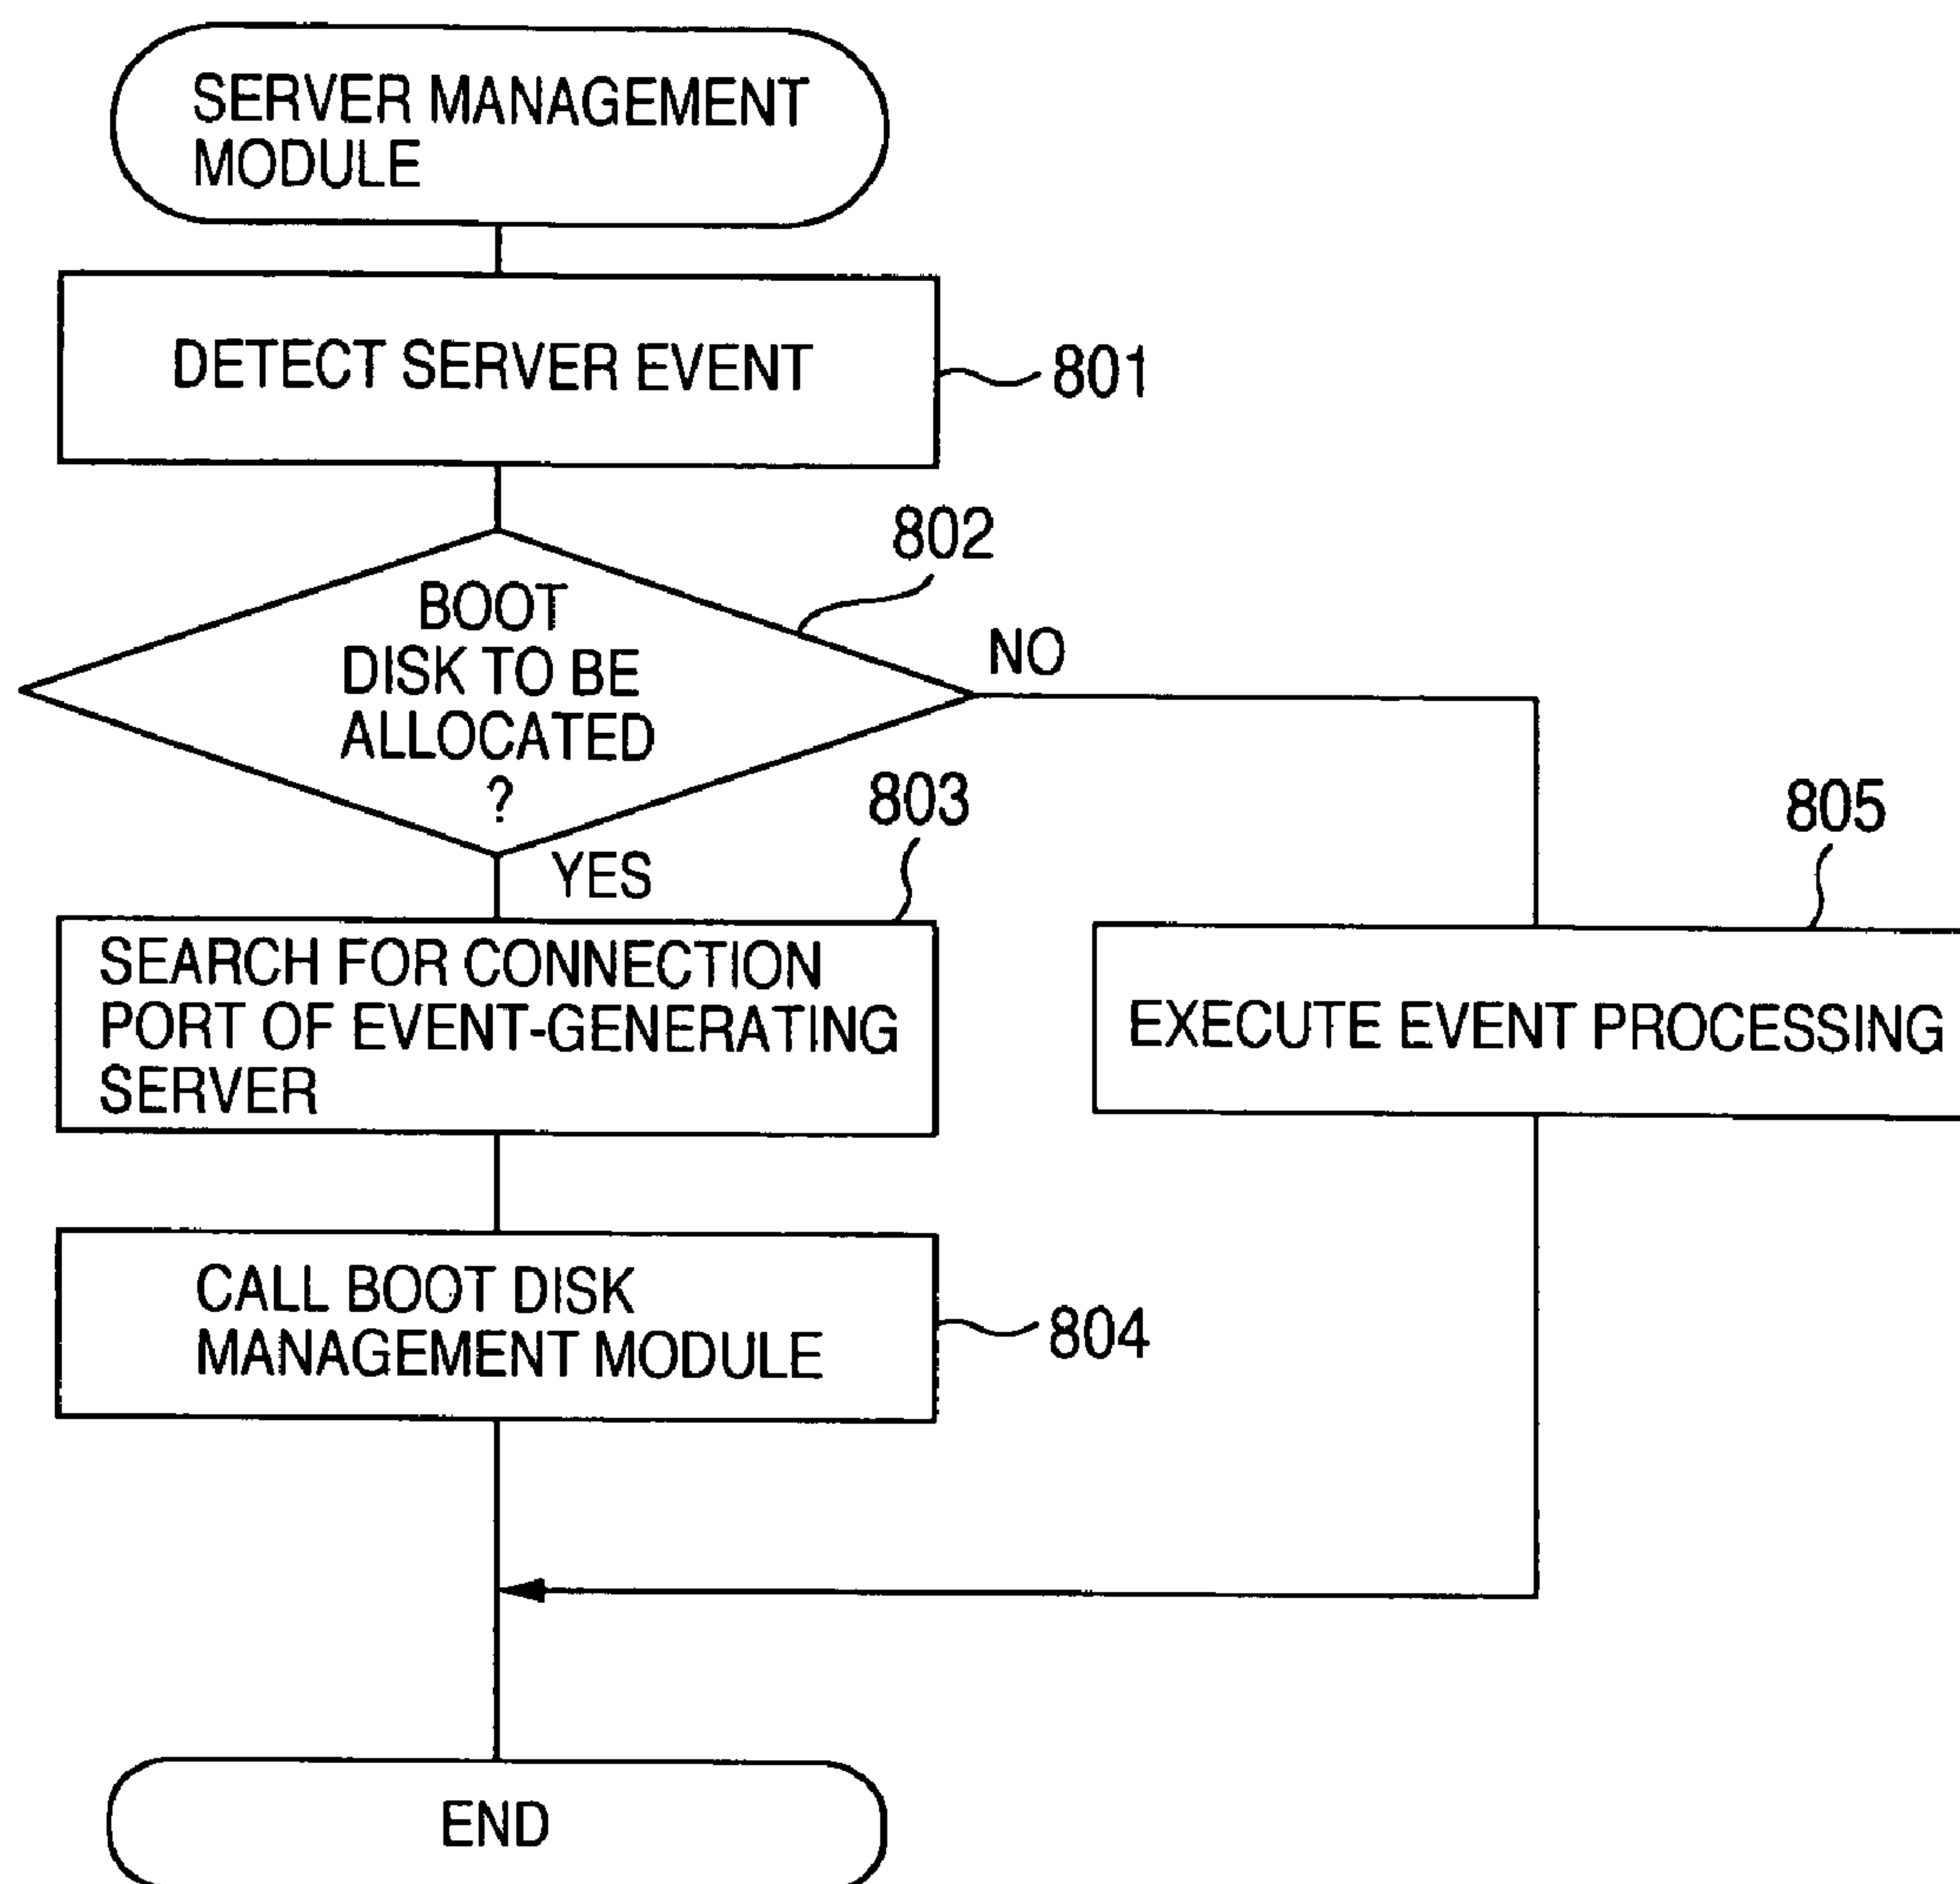 SERVER MANAGEMENT
MODULE
DETECT SERVER EVENT
801
802
BOOT
DISK TO BE
ALLOCATED
?
NO
YES
803
805
SEARCH FOR CONNECTION
PORT OF EVENT-GENERATING
SERVER
EXECUTE EVENT PROCESSING
CALL BOOT DISK
MANAGEMENT MODULE
804
END